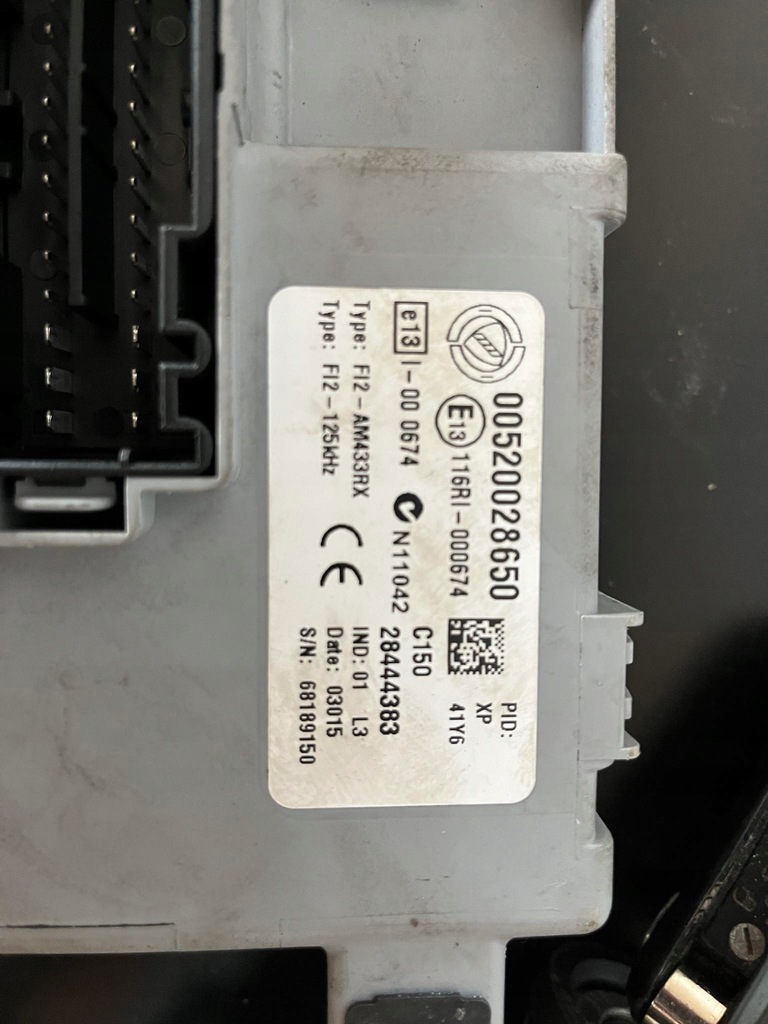 00520028650
PID:
XP
41Y6
E13 116RI-000674
e13 I-00 0674
N11042
C150
28444383
Type: FI2-AM433RX
IND: 01 L3
Type: FI2-125kHz
CE
Date: 03015
S/N: 68189150